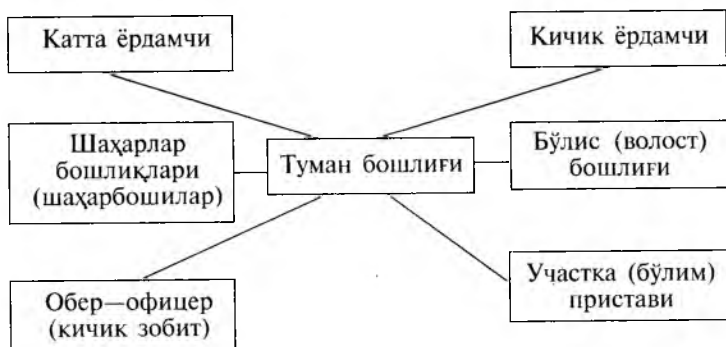 Катта ёрдамчи
Кичик ёрдамчи
Шаҳарлар
бошлиқлари
(шаҳарбошилар)
Туман бошлиғи
Бўлис (волост)
бошлиғи
Обер—офицер
(кичик зобит)
Участка (бўлим)
пристави